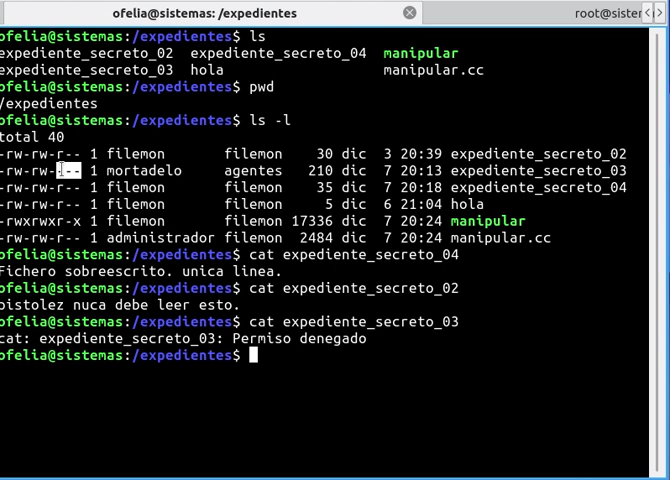 ofelia@sistemas: /expedientes
root@sister
ofelia@sistemas:/expedientes$ ls
expediente_secreto_02 expediente_secreto_04 manipular
expediente_secreto_03 hola manipular.cc
ofelia@sistemas:/expedientes$ pwd
/expedientes
ofelia@sistemas:/expedientes$ ls -l
total 40
-rw-rw-r-- 1 filemon filemon 30 dic 3 20:39 expediente_secreto_02
-rw-rw---- 1 mortadelo agentes 210 dic 7 20:13 expediente_secreto_03
-rw-rw-r-- 1 filemon filemon 35 dic 7 20:18 expediente_secreto_04
-rw-rw-r-- 1 filemon filemon 5 dic 6 21:04 hola
-rwxrwxr-x 1 filemon filemon 17336 dic 7 20:24 manipular
-rw-rw-r-- 1 administrador filemon 2484 dic 7 20:24 manipular.cc
ofelia@sistemas:/expedientes$ cat expediente_secreto_04
Fichero sobreescrito. unica linea.
ofelia@sistemas:/expedientes$ cat expediente_secreto_02
pistolez nuca debe leer esto.
ofelia@sistemas:/expedientes$ cat expediente_secreto_03
cat: expediente_secreto_03: Permiso denegado
ofelia@sistemas:/expedientes$